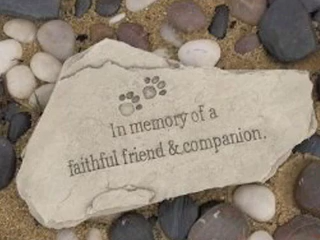 In memory of a
faithful friend & companion.